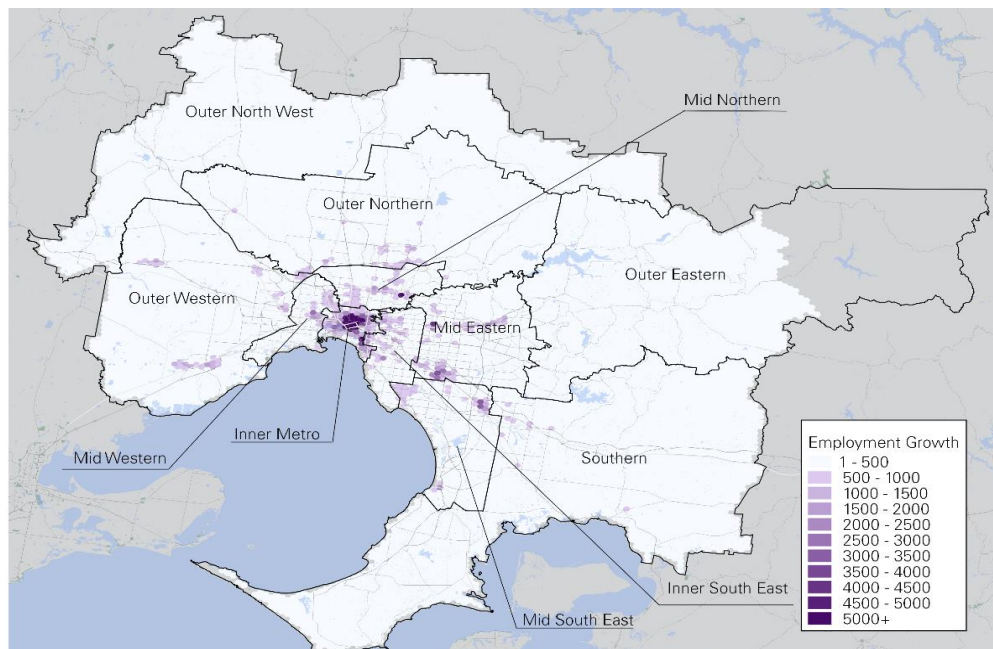 Mid Northern
Outer North West
Outer Northern
Outer Eastern
Outer Western
Mid Eastern
Inner Metro
Mid Western
Southern
Inner South East
Mid South East
Employment Growth
1 - 500
500 - 1000
1000 - 1500
1500 - 2000
2000 - 2500
2500 - 3000
3000 - 3500
3500 - 4000
4000 - 4500
4500 - 5000
5000+